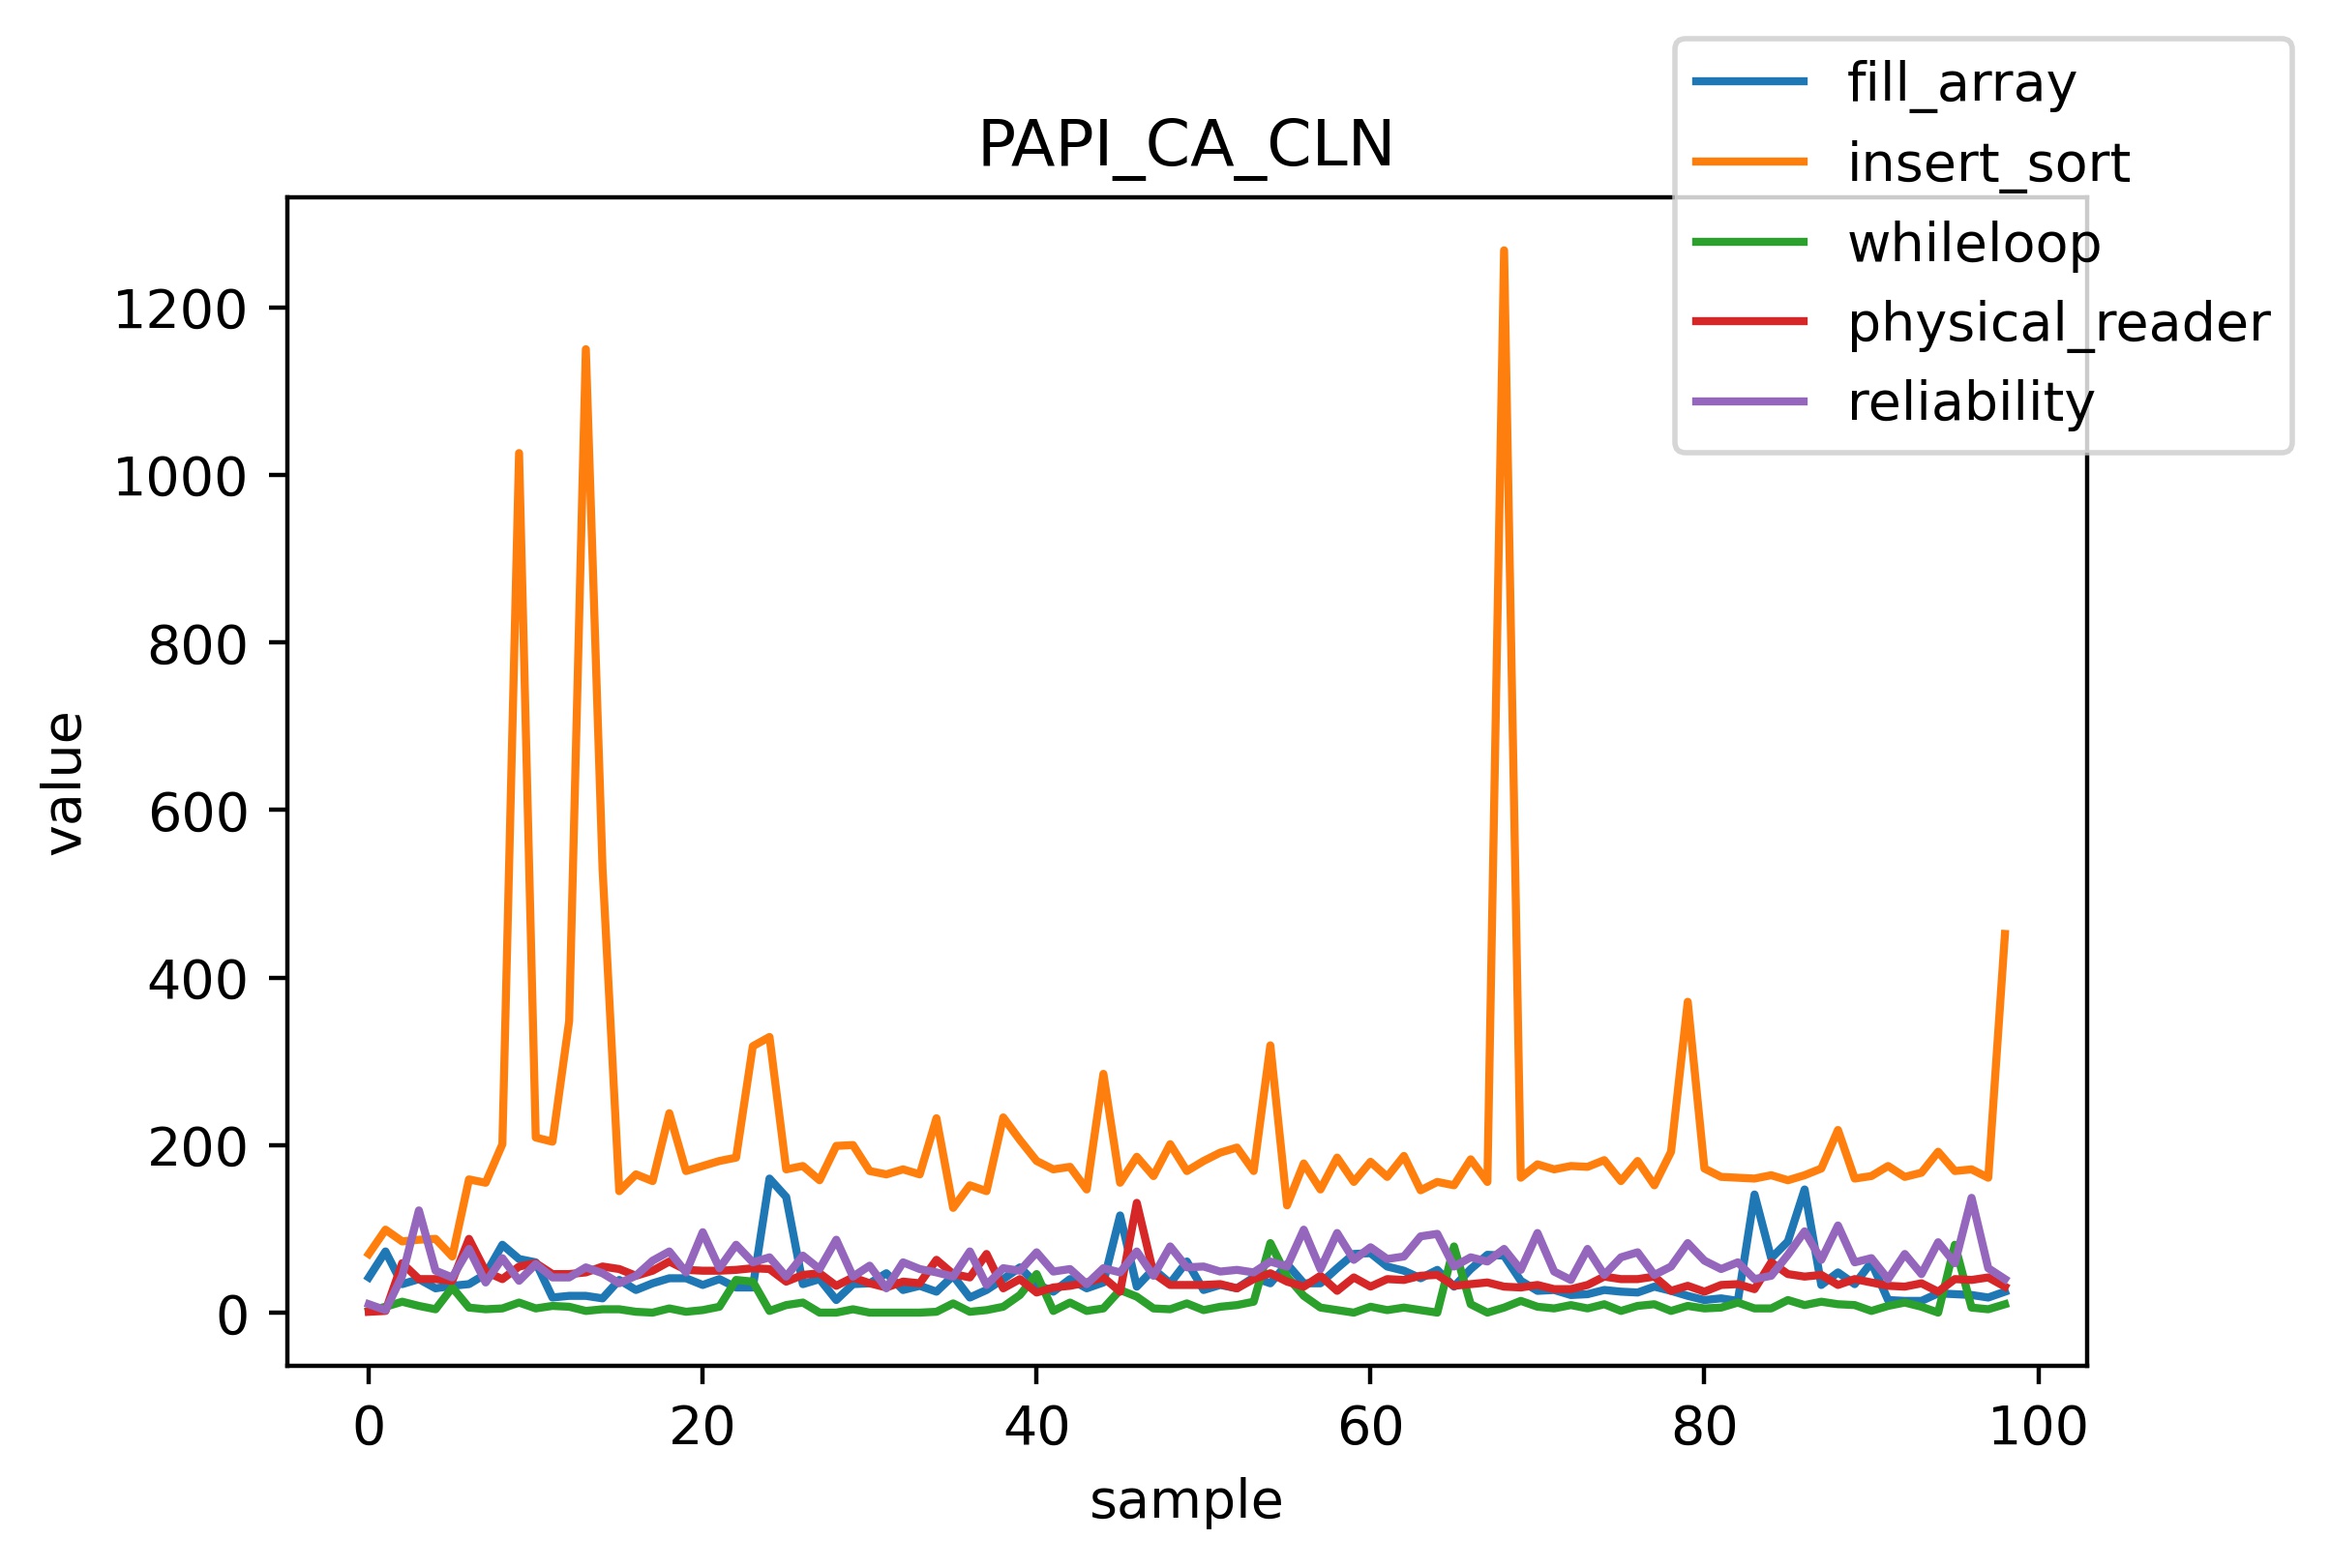 PAPI_CA_CLN
fill_array
insert_sort
whileloop
physical_reader
reliability
value
1200
1000
800
600
400
200
0
0 20 40 60 80 100
sample